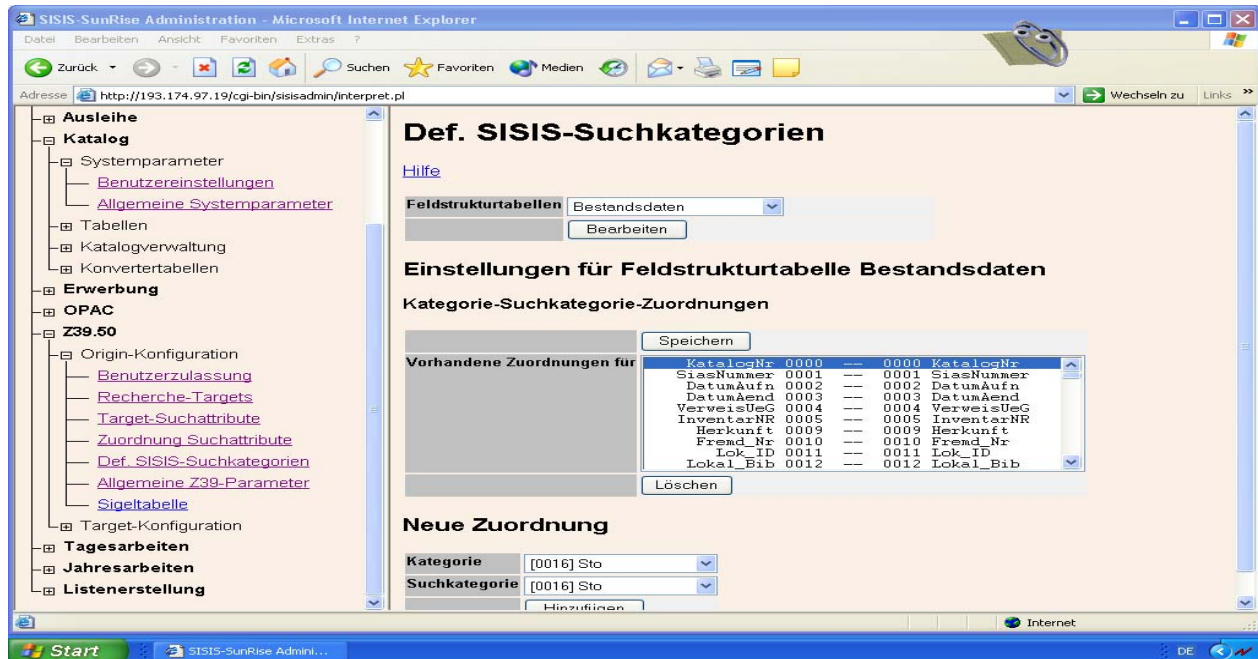 SISIS-SunRise Administration - Microsoft Internet Explorer
Datei Bearbeiten Ansicht Favoriten Extras ?
Zurück Suchen Favoriten Medien
Adresse http://193.174.97.19/cgi-bin/sisisadmin/interpret.pl Wechseln zu Links »
Ausleihe
Katalog
Systemparameter
Benutzereinstellungen
Allgemeine Systemparameter
Tabellen
Katalogverwaltung
Konvertertabellen
Erwerbung
OPAC
Z39.50
Origin-Konfiguration
Benutzerzulassung
Recherche-Targets
Target-Suchattribute
Zuordnung Suchattribute
Def. SISIS-Suchkategorien
Allgemeine Z39-Parameter
Sigeltabelle
Target-Konfiguration
Tagesarbeiten
Jahresarbeiten
Listenerstellung
Def. SISIS-Suchkategorien
Hilfe
Feldstrukturtabellen Bestandsdaten
Bearbeiten
Einstellungen für Feldstrukturtabelle Bestandsdaten
Kategorie-Suchkategorie-Zuordnungen
Speichern
Vorhandene Zuordnungen für
KatalogNr 0000 -- 0000 KatalogNr
SiasNummer 0001 -- 0001 SiasNummer
DatumAufn 0002 -- 0002 DatumAufn
DatumAend 0003 -- 0003 DatumAend
VerweisUeG 0004 -- 0004 VerweisUeG
InventarNR 0005 -- 0005 InventarNR
Herkunft 0009 -- 0009 Herkunft
Fremd_Nr 0010 -- 0010 Fremd_Nr
Lok_ID 0011 -- 0011 Lok_ID
Lokal_Bib 0012 -- 0012 Lokal_Bib
Löschen
Neue Zuordnung
Kategorie [0016] Sto
Suchkategorie [0016] Sto
Hinzufügen
Internet
Start SISIS-SunRise Admini... DE